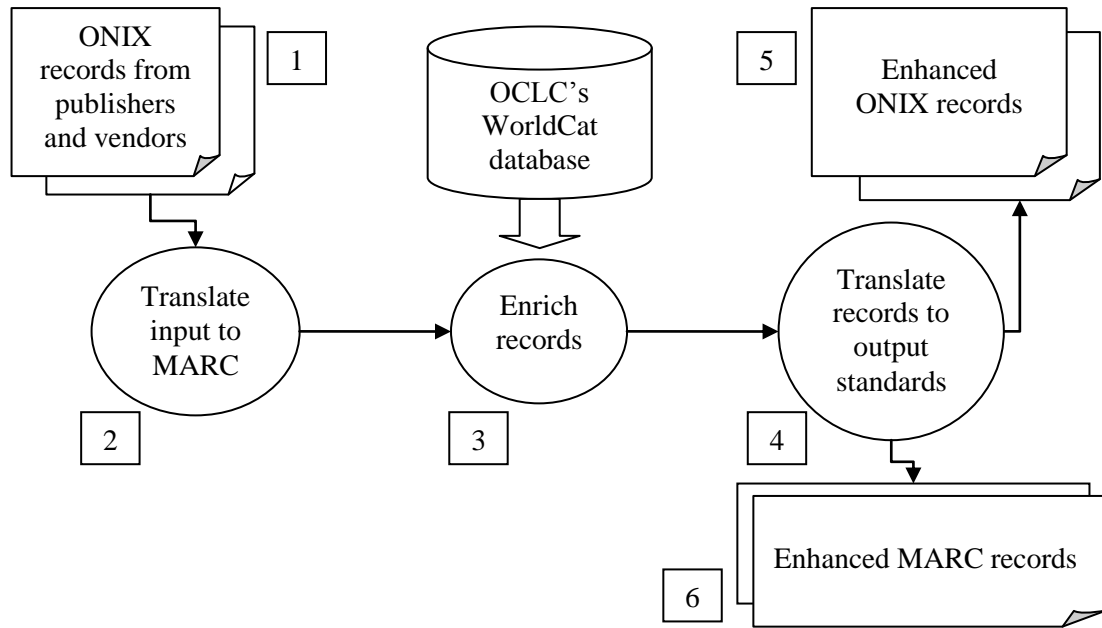 ONIX
records from
publishers
and vendors
1
OCLC’s
WorldCat
database
5
Enhanced
ONIX records
Translate
input to
MARC
2
Enrich
records
3
Translate
records to
output
standards
4
Enhanced MARC records
6